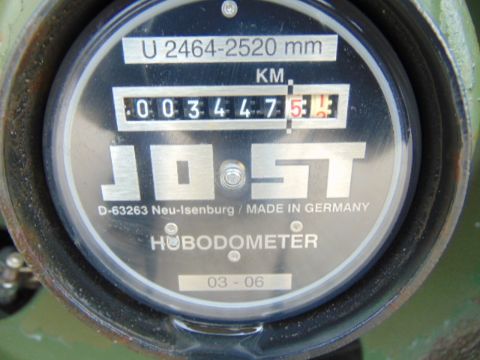 U 2464-2520 mm
KM
0034475
JOST
D-63263 Neu-Isenburg / MADE IN GERMANY
HUBODOMETER
03 - 06